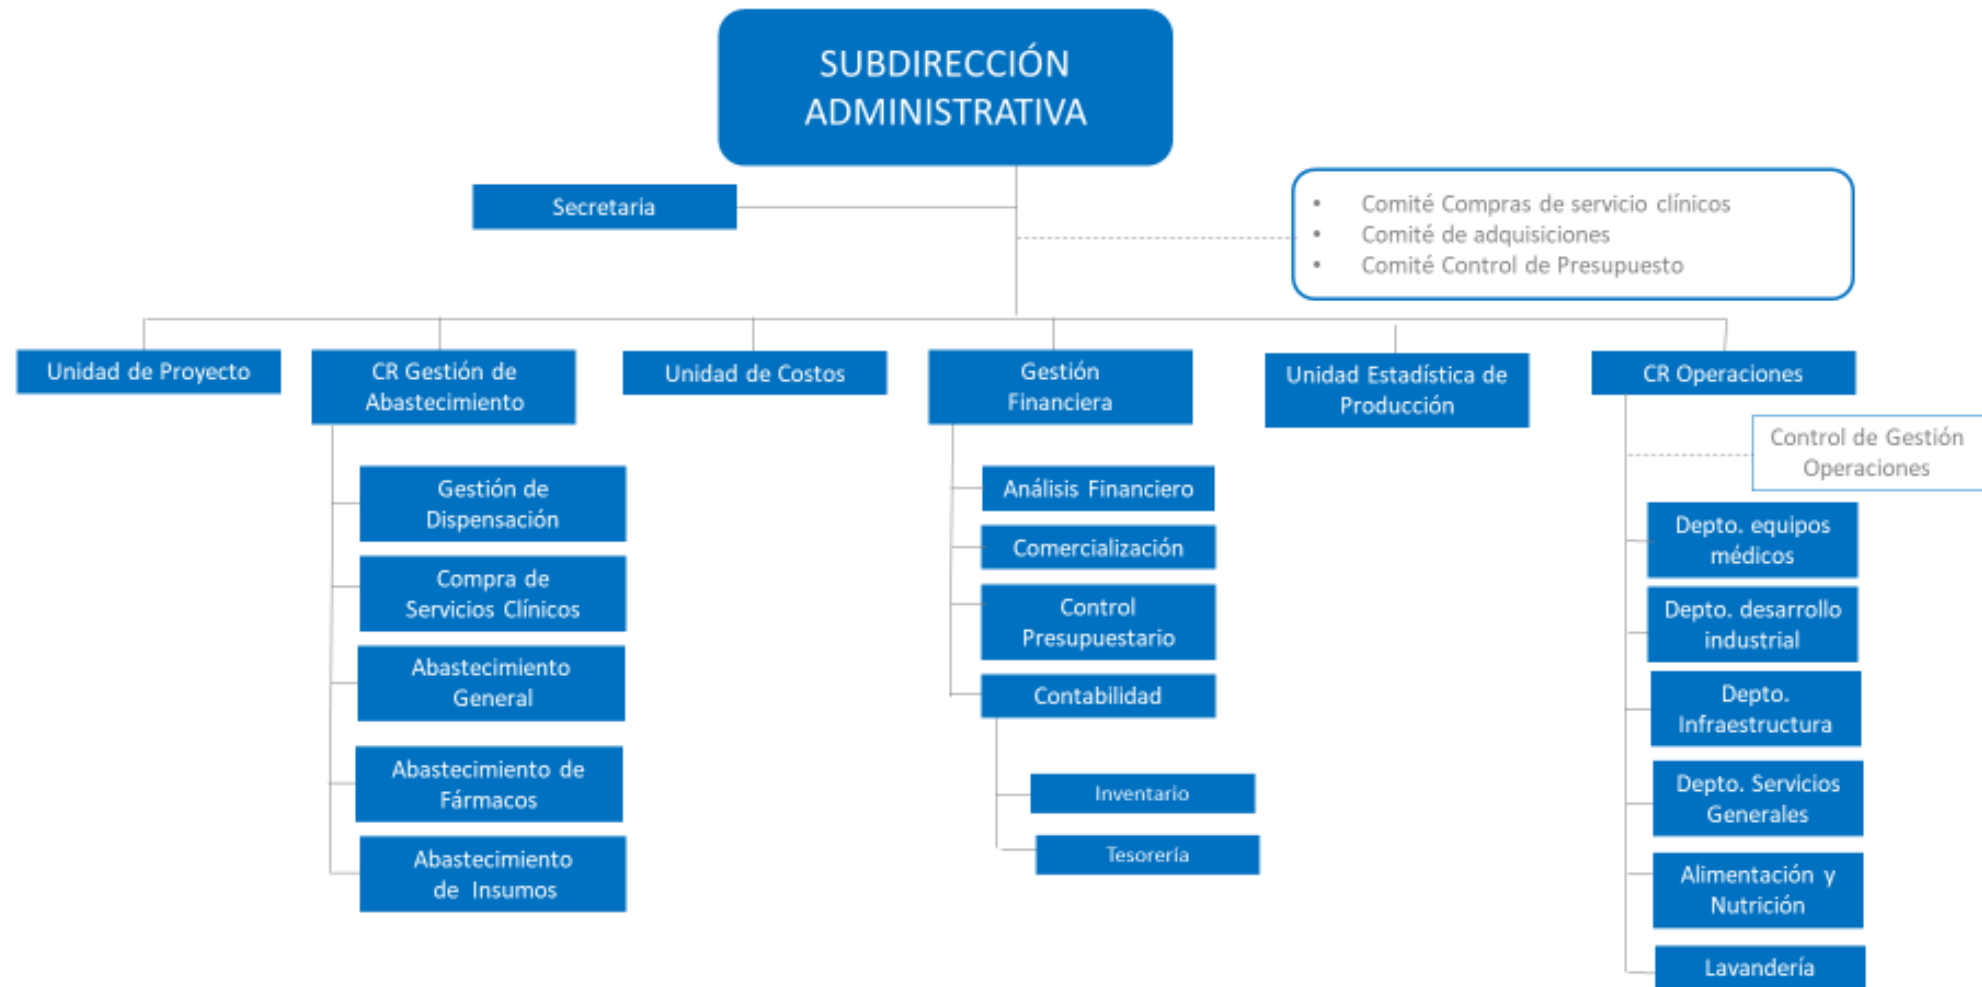 SUBDIRECCIÓN
ADMINISTRATIVA
Secretaria
• Comité Compras de servicio clínicos
• Comité de adquisiciones
• Comité Control de Presupuesto
Unidad de Proyecto
CR Gestión de
Abastecimiento
Unidad de Costos
Gestión
Financiera
Unidad Estadística de
Producción
CR Operaciones
Gestión de
Dispensación
Compra de
Servicios Clínicos
Abastecimiento
General
Abastecimiento de
Fármacos
Abastecimiento
de Insumos
Análisis Financiero
Comercialización
Control
Presupuestario
Contabilidad
Inventario
Tesorería
Control de Gestión
Operaciones
Depto. equipos
médicos
Depto. desarrollo
industrial
Depto.
Infraestructura
Depto. Servicios
Generales
Alimentación y
Nutrición
Lavandería